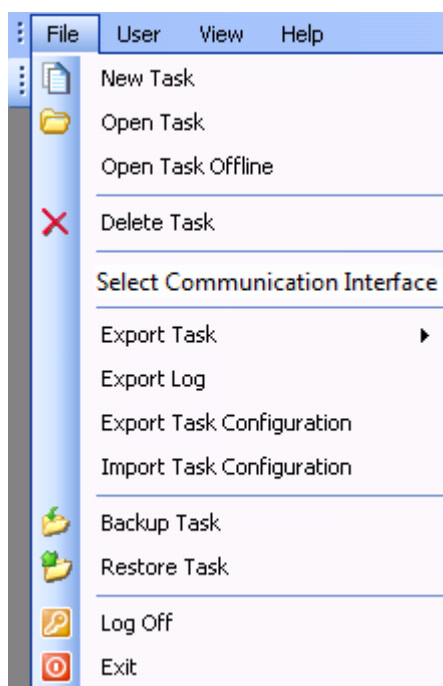 File User View Help
New Task
Open Task
Open Task Offline
Delete Task
Select Communication Interface
Export Task
Export Log
Export Task Configuration
Import Task Configuration
Backup Task
Restore Task
Log Off
Exit